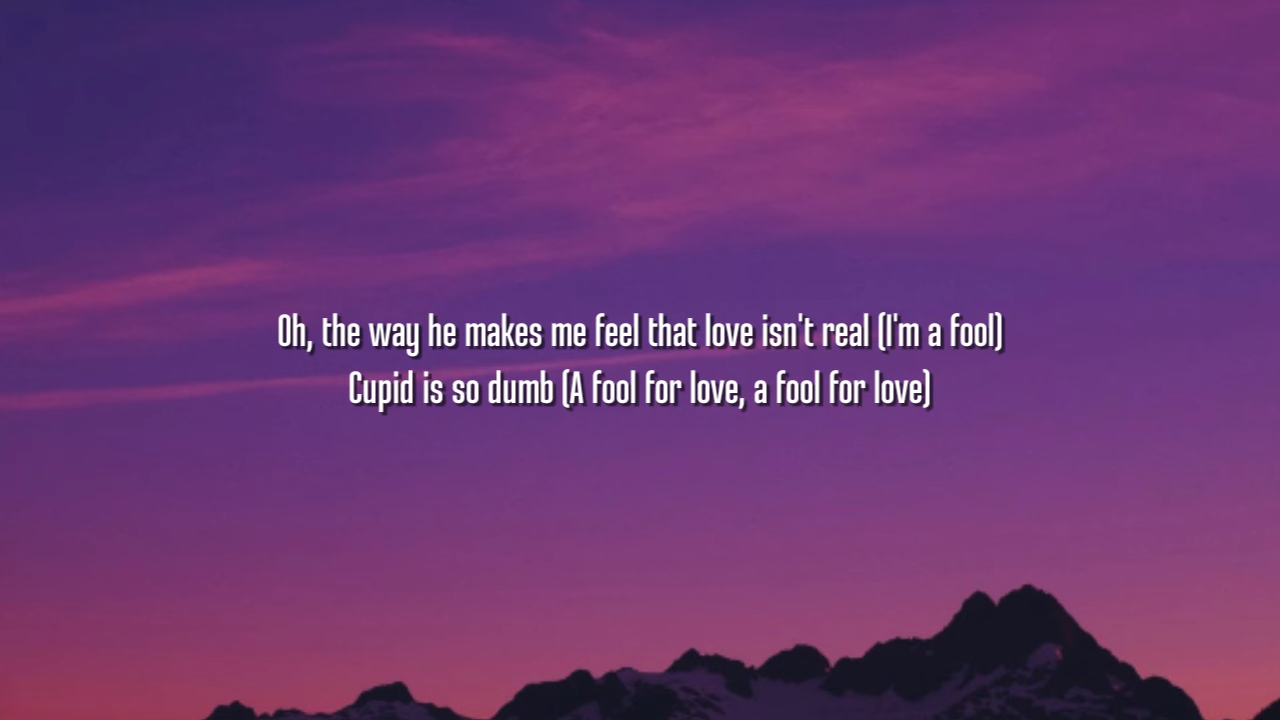 Oh, the way he makes me feel that love isn't real (I'm a fool)
Cupid is so dumb (A fool for love, a fool for love)